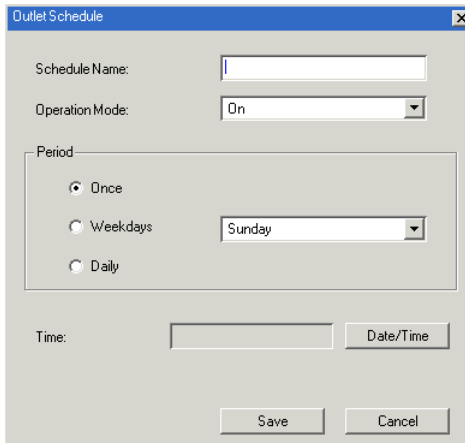 Outlet Schedule
Schedule Name:
Operation Mode: On
Period
Once
Weekdays Sunday
Daily
Time: Date/Time
Save Cancel